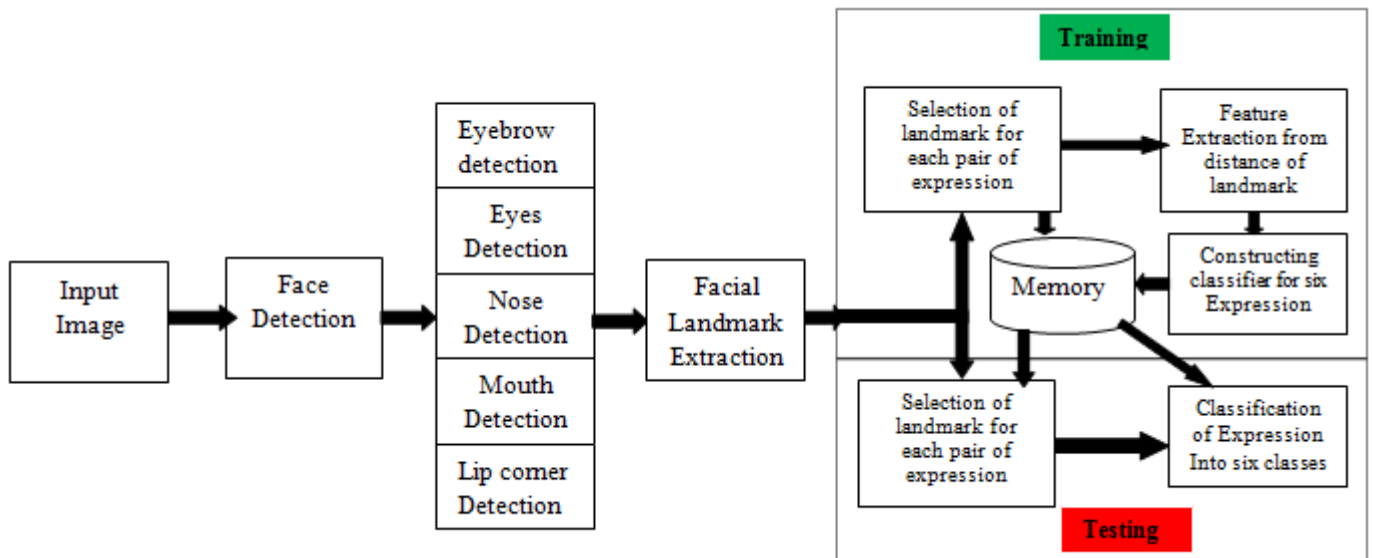 Input
Image
Face
Detection
Eyebrow
detection
Eyes
Detection
Nose
Detection
Mouth
Detection
Lip corner
Detection
Facial
Landmark
Extraction
Training
Selection of
landmark for
each pair of
expression
Feature
Extraction from
distance of
landmark
Constructing
classifier for six
Expression
Memory
Selection of
landmark for
each pair of
expression
Classification
of Expression
Into six classes
Testing